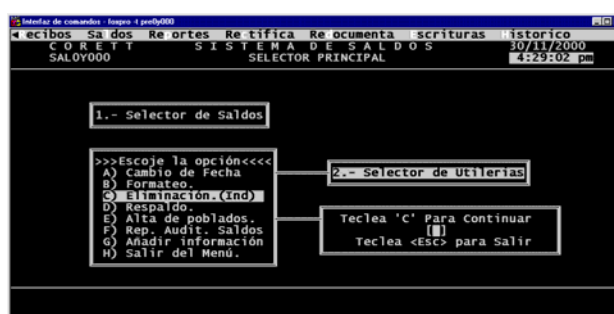 Interfaz de comandos - foxpro -t pre0y000
ecibos Sa dos Re ortes Re tifica Re ocumenta scrituras istorico
C O R E T T S I S T E M A D E S A L D O S 30/11/2000
SAL0Y000 SELECTOR PRINCIPAL 4:29:02 pm
1.- Selector de Saldos
>>>Escoje la opción<<<<
A) Cambio de Fecha
2.- Selector de Utilerias
B) Formateo.
C) Eliminación.(Ind)
D) Respaldo.
E) Alta de poblados.
F) Rep. Audit. Saldos
G) Añadir información
H) Salir del Menú.
Teclea 'C' Para Continuar
[ ]
Teclea <Esc> para Salir